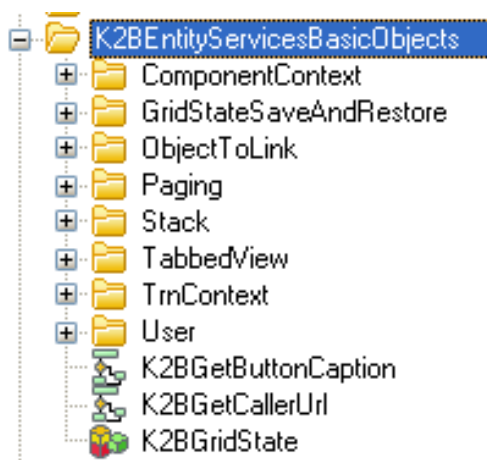 K2BEntityServicesBasicObjects
ComponentContext
GridStateSaveAndRestore
ObjectToLink
Paging
Stack
TabbedView
TrnContext
User
K2BGetButtonCaption
K2BGetCallerUrl
K2BGridState